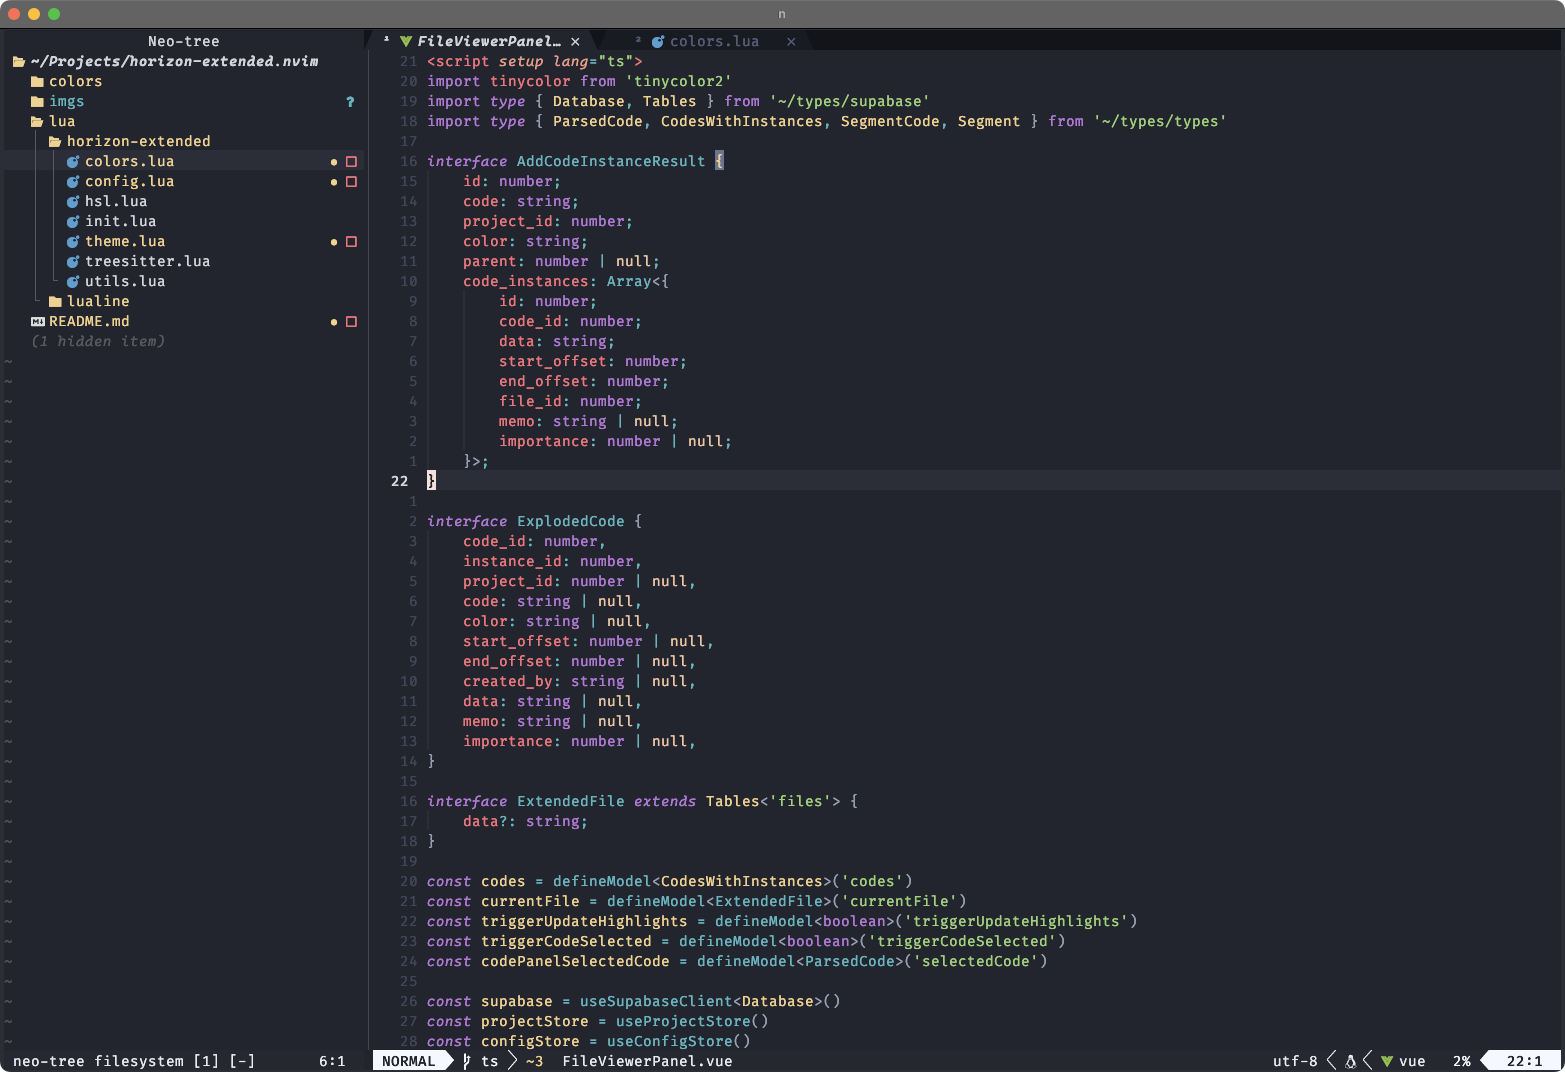 n
Neo-tree
¹ FileViewerPanel… ×
² colors.lua ×
~/Projects/horizon-extended.nvim
colors
imgs ?
lua
horizon-extended
colors.lua
config.lua
hsl.lua
init.lua
theme.lua
treesitter.lua
utils.lua
lualine
README.md
(1 hidden item)
21 <script setup lang="ts">
20 import tinycolor from 'tinycolor2'
19 import type { Database, Tables } from '~/types/supabase'
18 import type { ParsedCode, CodesWithInstances, SegmentCode, Segment } from '~/types/types'
17
16 interface AddCodeInstanceResult {
15 id: number;
14 code: string;
13 project_id: number;
12 color: string;
11 parent: number | null;
10 code_instances: Array<{
9 id: number;
8 code_id: number;
7 data: string;
6 start_offset: number;
5 end_offset: number;
4 file_id: number;
3 memo: string | null;
2 importance: number | null;
1 }>;
22 }
1
2 interface ExplodedCode {
3 code_id: number,
4 instance_id: number,
5 project_id: number | null,
6 code: string | null,
7 color: string | null,
8 start_offset: number | null,
9 end_offset: number | null,
10 created_by: string | null,
11 data: string | null,
12 memo: string | null,
13 importance: number | null,
14 }
15
16 interface ExtendedFile extends Tables<'files'> {
17 data?: string;
18 }
19
20 const codes = defineModel<CodesWithInstances>('codes')
21 const currentFile = defineModel<ExtendedFile>('currentFile')
22 const triggerUpdateHighlights = defineModel<boolean>('triggerUpdateHighlights')
23 const triggerCodeSelected = defineModel<boolean>('triggerCodeSelected')
24 const codePanelSelectedCode = defineModel<ParsedCode>('selectedCode')
25
26 const supabase = useSupabaseClient<Database>()
27 const projectStore = useProjectStore()
28 const configStore = useConfigStore()
neo-tree filesystem [1] [-] 6:1
NORMAL ts ~3 FileViewerPanel.vue utf-8 vue 2% 22:1